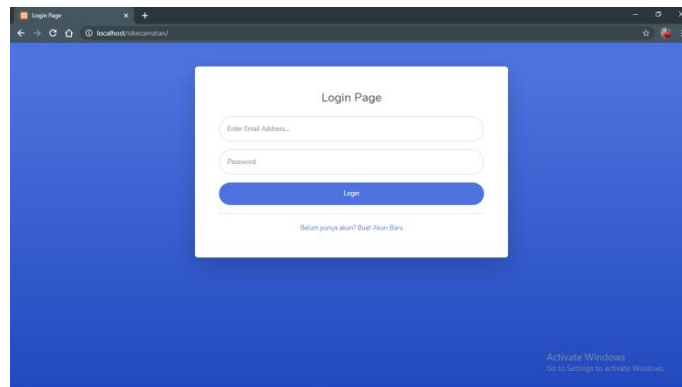 Login Page
localhost/sikecamatan/
Login Page
Enter Email Address...
Password
Login
Belum punya akun? Buat Akun Baru
Activate Windows
Go to Settings to activate Windows.